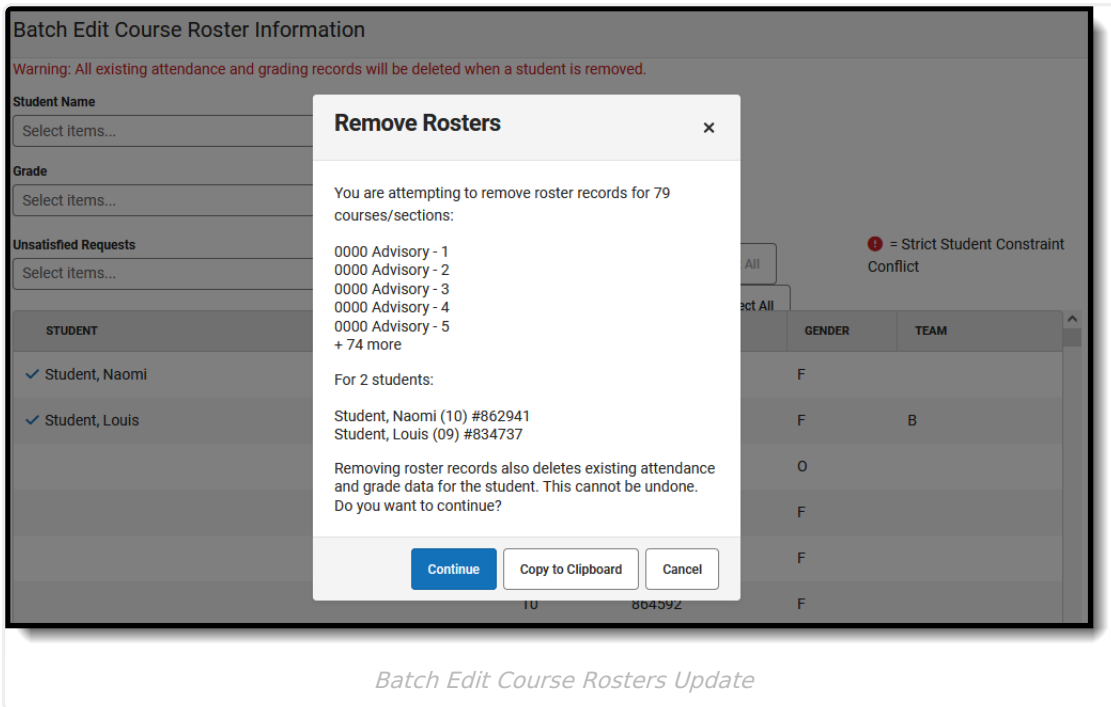 Batch Edit Course Roster Information
Warning: All existing attendance and grading records will be deleted when a student is removed.
Student Name
Select items...
Grade
Select items...
Unsatisfied Requests
Select items...
All
ect All
= Strict Student Constraint
Conflict
STUDENT
GENDER
TEAM
Student, Naomi
F
Student, Louis
F
B
O
F
F
10
864592
F
Remove Rosters
×
You are attempting to remove roster records for 79
courses/sections:
0000 Advisory - 1
0000 Advisory - 2
0000 Advisory - 3
0000 Advisory - 4
0000 Advisory - 5
+ 74 more
For 2 students:
Student, Naomi (10) #862941
Student, Louis (09) #834737
Removing roster records also deletes existing attendance
and grade data for the student. This cannot be undone.
Do you want to continue?
Continue
Copy to Clipboard
Cancel
Batch Edit Course Rosters Update